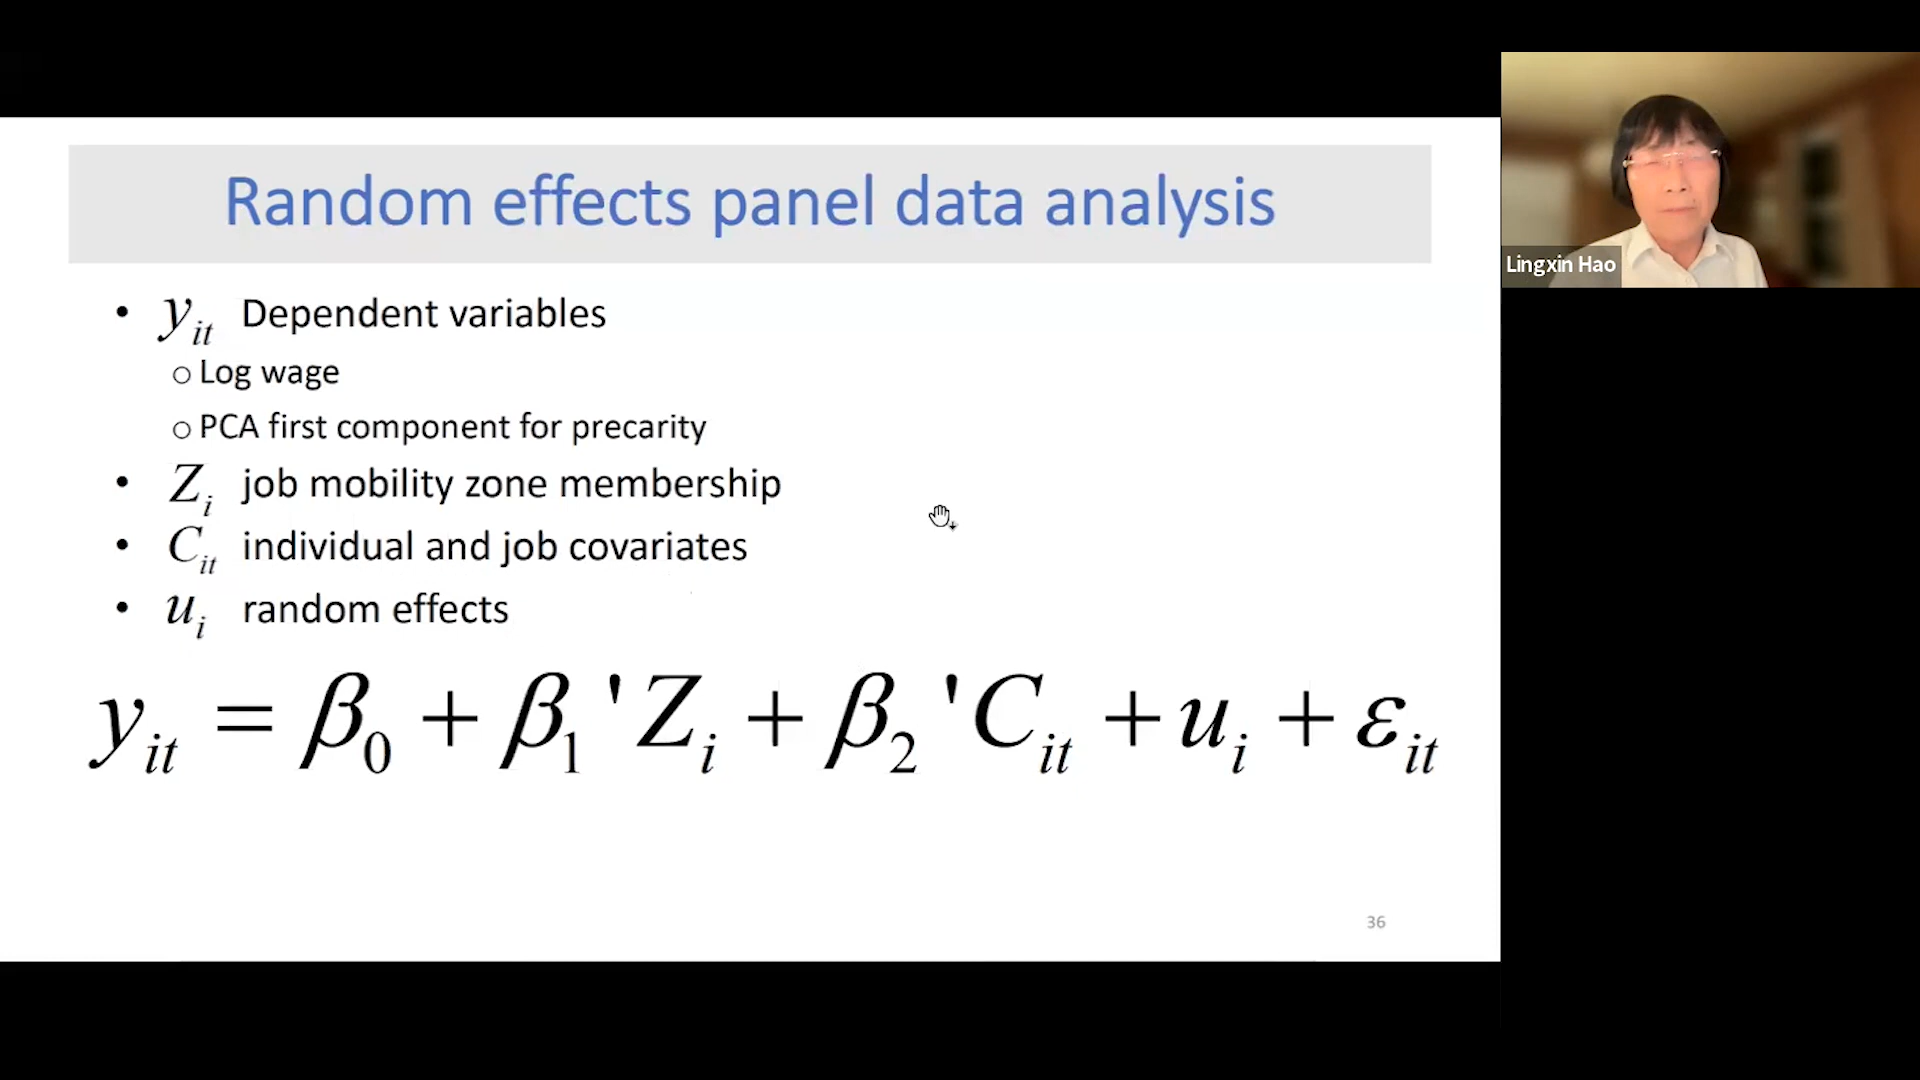 Random effects panel data analysis
• y_it Dependent variables
o Log wage
o PCA first component for precarity
• Z_i job mobility zone membership
• C_it individual and job covariates
• u_i random effects
y_it = β_0 + β_1 ' Z_i + β_2 ' C_it + u_i + ε_it
36
Lingxin Hao